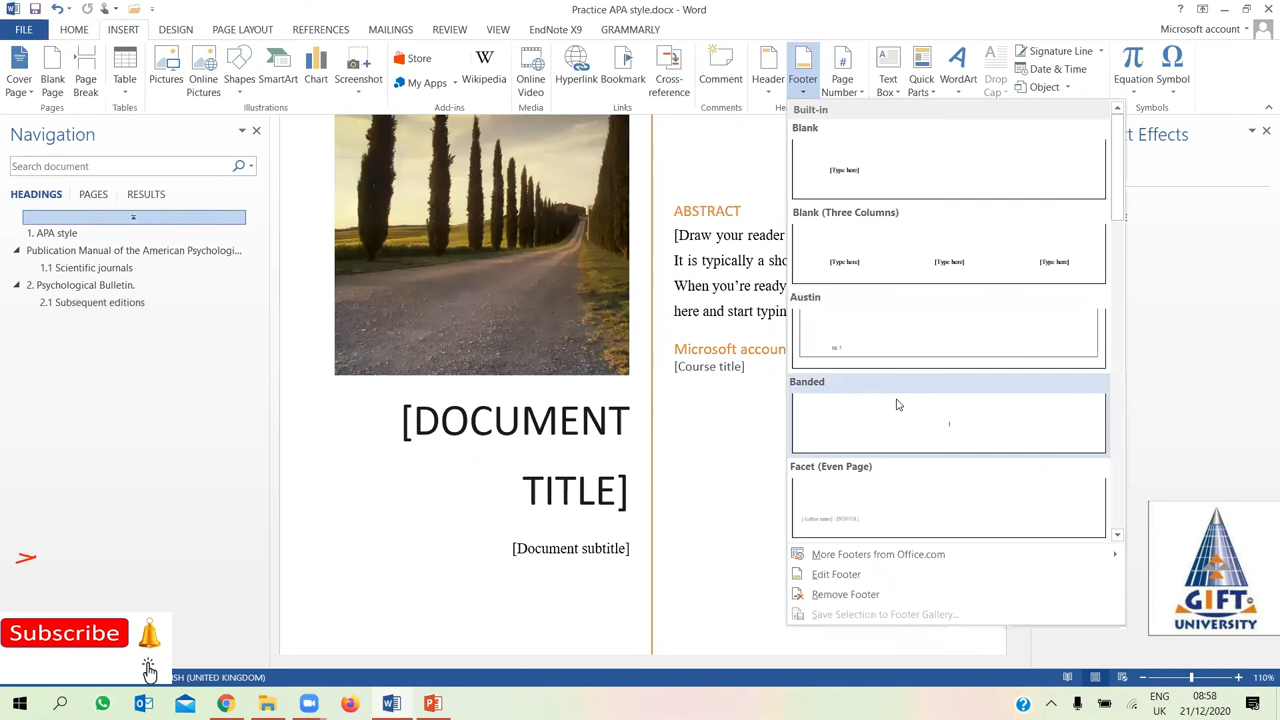 Practice APA style.docx - Word
FILE HOME INSERT DESIGN PAGE LAYOUT REFERENCES MAILINGS REVIEW VIEW EndNote X9 GRAMMARLY Microsoft account
Cover Page
Blank Page
Page Break
Table
Pictures
Online Pictures
Shapes
SmartArt
Chart
Screenshot
Store
My Apps
Wikipedia
Online Video
Hyperlink
Bookmark
Cross-reference
Comment
Header
Footer
Page Number
Text Box
Quick Parts
WordArt
Drop Cap
Signature Line
Date & Time
Object
Equation
Symbol
Pages Tables Illustrations Add-ins Media Links Comments Symbols
Navigation
Search document
HEADINGS PAGES RESULTS
1. APA style
Publication Manual of the American Psychologi...
1.1 Scientific journals
2. Psychological Bulletin.
2.1 Subsequent editions
[DOCUMENT
TITLE]
[Document subtitle]
ABSTRACT
[Draw your reader
It is typically a sho
When you're ready
here and start typin
Microsoft accoun
[Course title]
Built-in
Blank
[Type here]
Blank (Three Columns)
[Type here] [Type here] [Type here]
Austin
Banded
1
Facet (Even Page)
[Author name] | [SCHOOL]
More Footers from Office.com
Edit Footer
Remove Footer
Save Selection to Footer Gallery...
t Effects
GIFT
UNIVERSITY
Subscribe
SH (UNITED KINGDOM)
110%
ENG
UK
08:58
21/12/2020